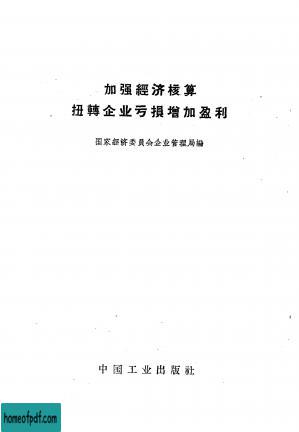 加强經济核算
扭轉企业亏損增加盈利
国家經济委員会企业管理局編
中国工业出版社
homeofpdf.com